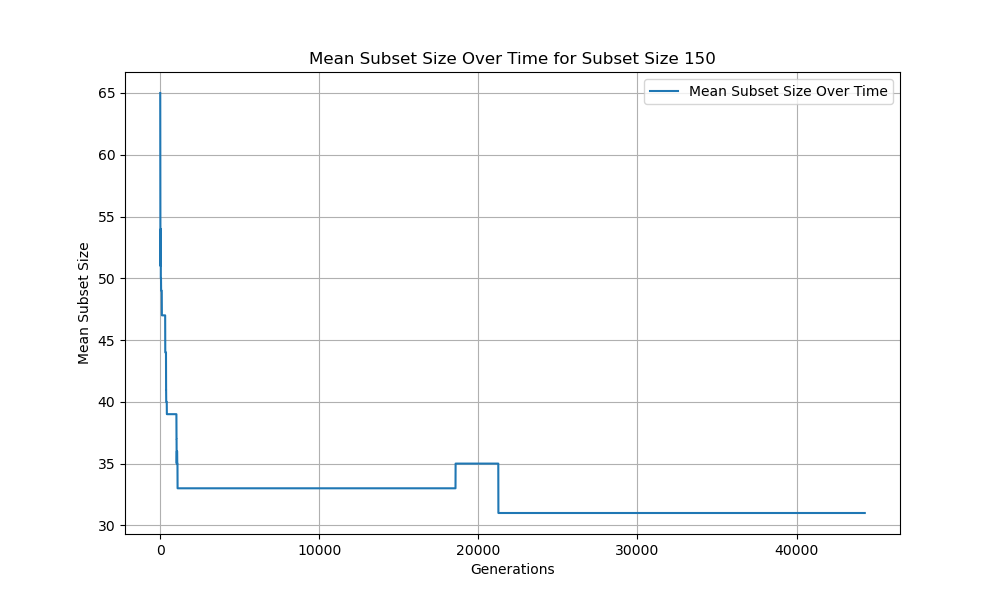 Mean Subset Size Over Time for Subset Size 150
Mean Subset Size Over Time
65
60
55
50
45
40
35
30
Mean Subset Size
0 10000 20000 30000 40000
Generations